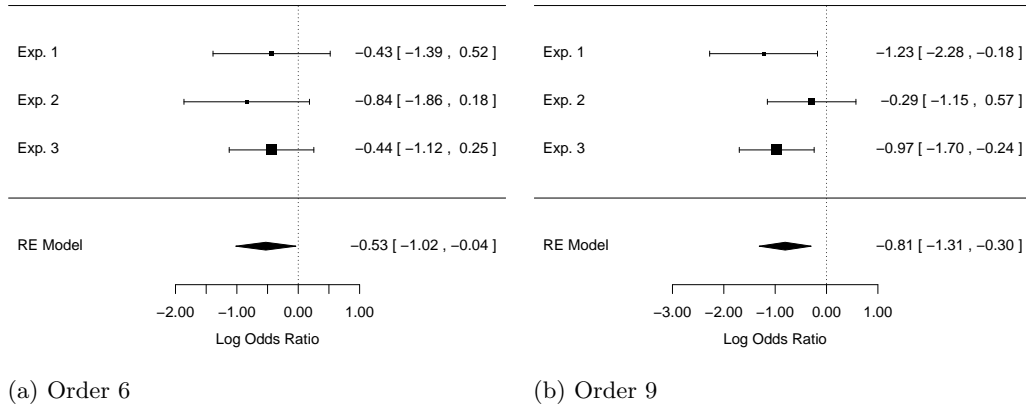 Exp. 1 −0.43 [ −1.39 , 0.52 ]
Exp. 2 −0.84 [ −1.86 , 0.18 ]
Exp. 3 −0.44 [ −1.12 , 0.25 ]
RE Model −0.53 [ −1.02 , −0.04 ]
−2.00 −1.00 0.00 1.00
Log Odds Ratio
(a) Order 6
Exp. 1 −1.23 [ −2.28 , −0.18 ]
Exp. 2 −0.29 [ −1.15 , 0.57 ]
Exp. 3 −0.97 [ −1.70 , −0.24 ]
RE Model −0.81 [ −1.31 , −0.30 ]
−3.00 −2.00 −1.00 0.00 1.00
Log Odds Ratio
(b) Order 9